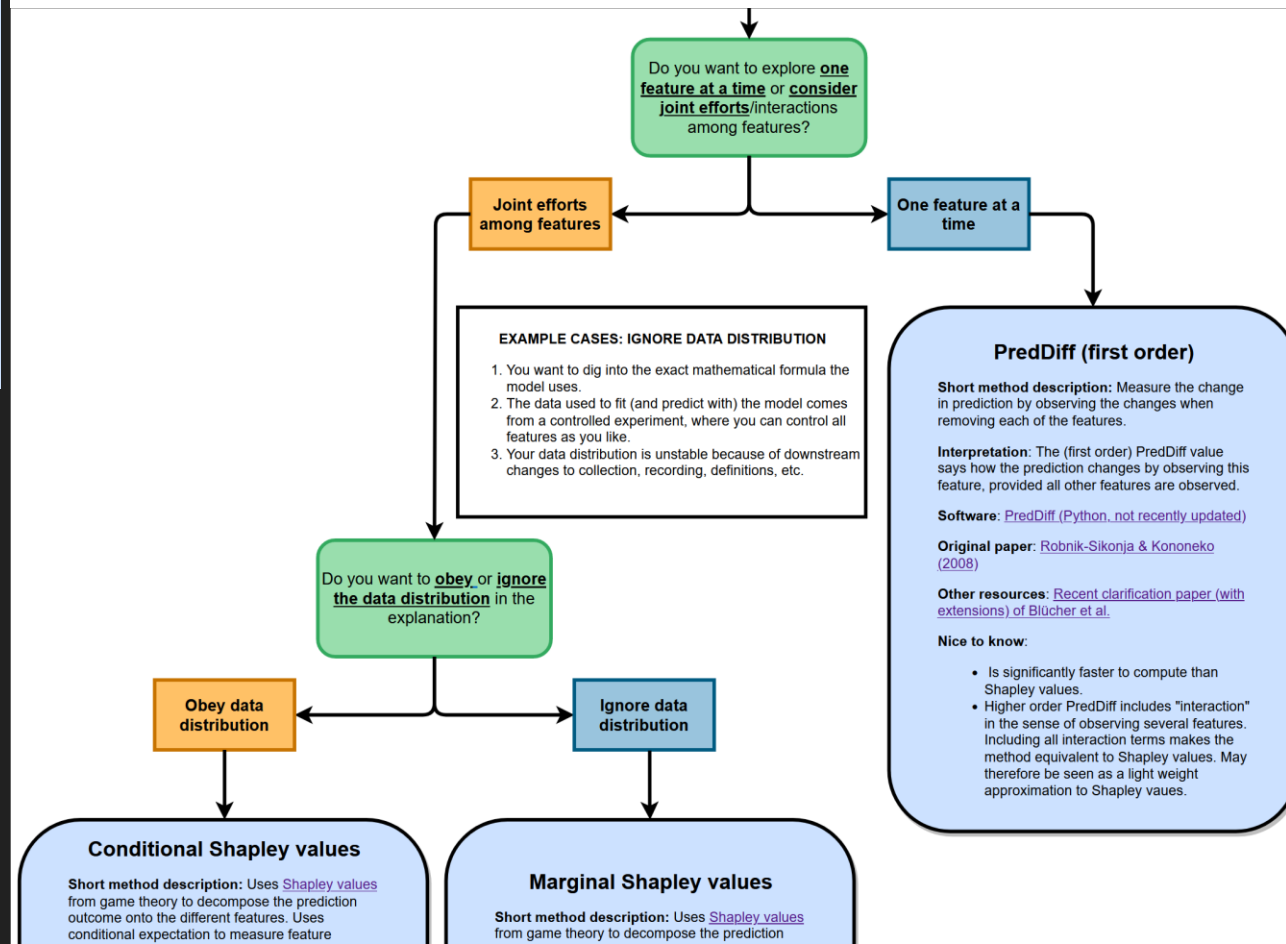 Do you want to explore one
feature at a time or consider
joint efforts/interactions
among features?
Joint efforts
among features
One feature at a
time
EXAMPLE CASES: IGNORE DATA DISTRIBUTION
1. You want to dig into the exact mathematical formula the
model uses.
2. The data used to fit (and predict with) the model comes
from a controlled experiment, where you can control all
features as you like.
3. Your data distribution is unstable because of downstream
changes to collection, recording, definitions, etc.
PredDiff (first order)
Short method description: Measure the change
in prediction by observing the changes when
removing each of the features.
Interpretation: The (first order) PredDiff value
says how the prediction changes by observing this
feature, provided all other features are observed.
Software: PredDiff (Python, not recently updated)
Original paper: Robnik-Sikonja & Kononeko
(2008)
Other resources: Recent clarification paper (with
extensions) of Blücher et al.
Nice to know:
• Is significantly faster to compute than
Shapley values.
• Higher order PredDiff includes "interaction"
in the sense of observing several features.
Including all interaction terms makes the
method equivalent to Shapley values. May
therefore be seen as a light weight
approximation to Shapley vaues.
Do you want to obey or ignore
the data distribution in the
explanation?
Obey data
distribution
Ignore data
distribution
Conditional Shapley values
Short method description: Uses Shapley values
from game theory to decompose the prediction
outcome onto the different features. Uses
conditional expectation to measure feature
Marginal Shapley values
Short method description: Uses Shapley values
from game theory to decompose the prediction